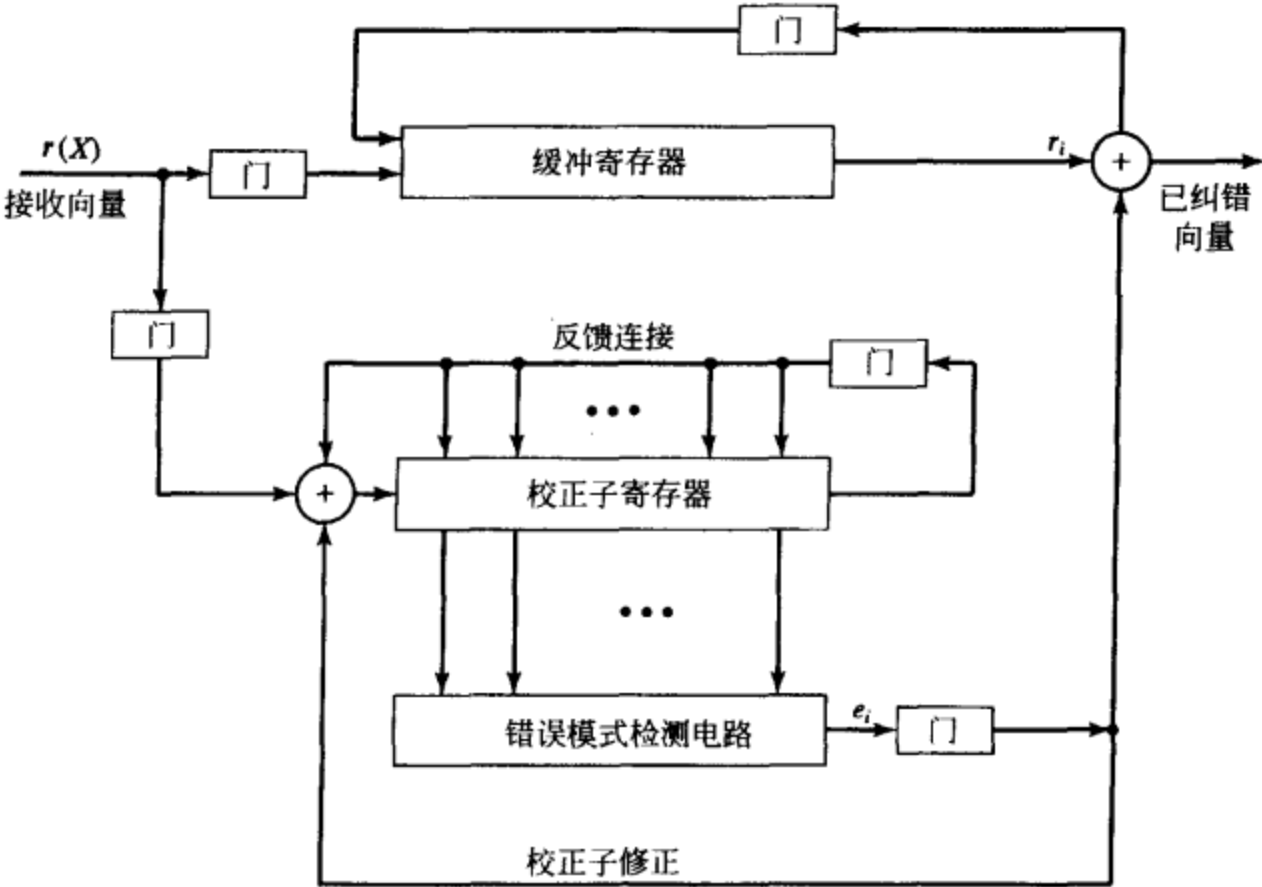 门
r(X)
接收向量
门
缓冲寄存器
r_i
+
已纠错
向量
门
反馈连接
门
+
校正子寄存器
错误模式检测电路
e_i
门
校正子修正